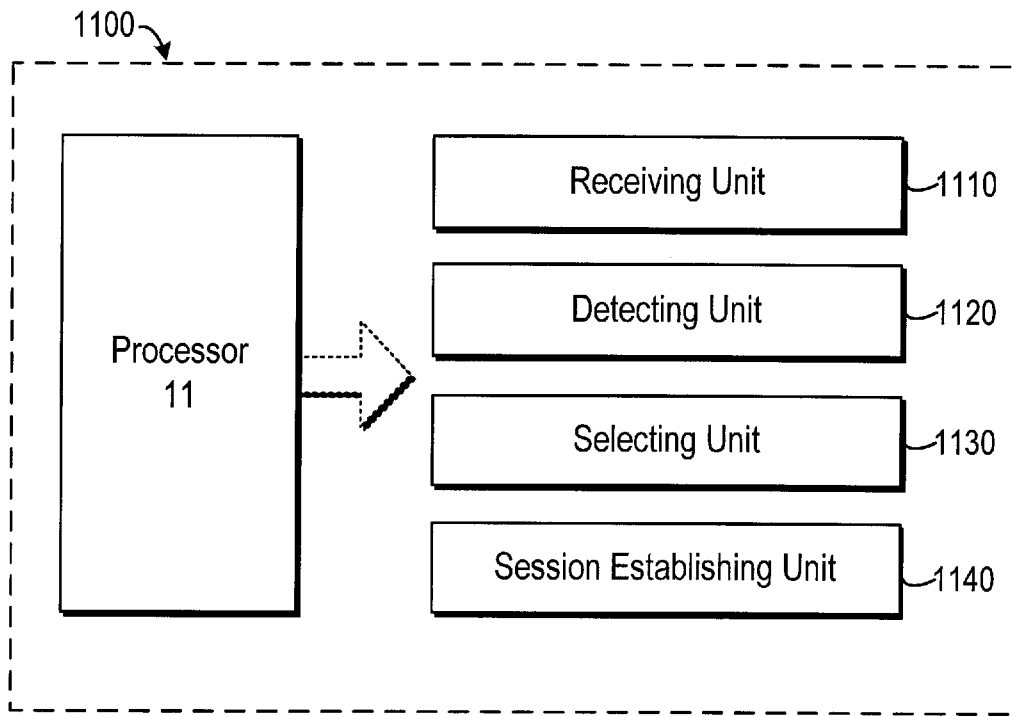 1100
Processor
11
Receiving Unit
1110
Detecting Unit
1120
Selecting Unit
1130
Session Establishing Unit
1140